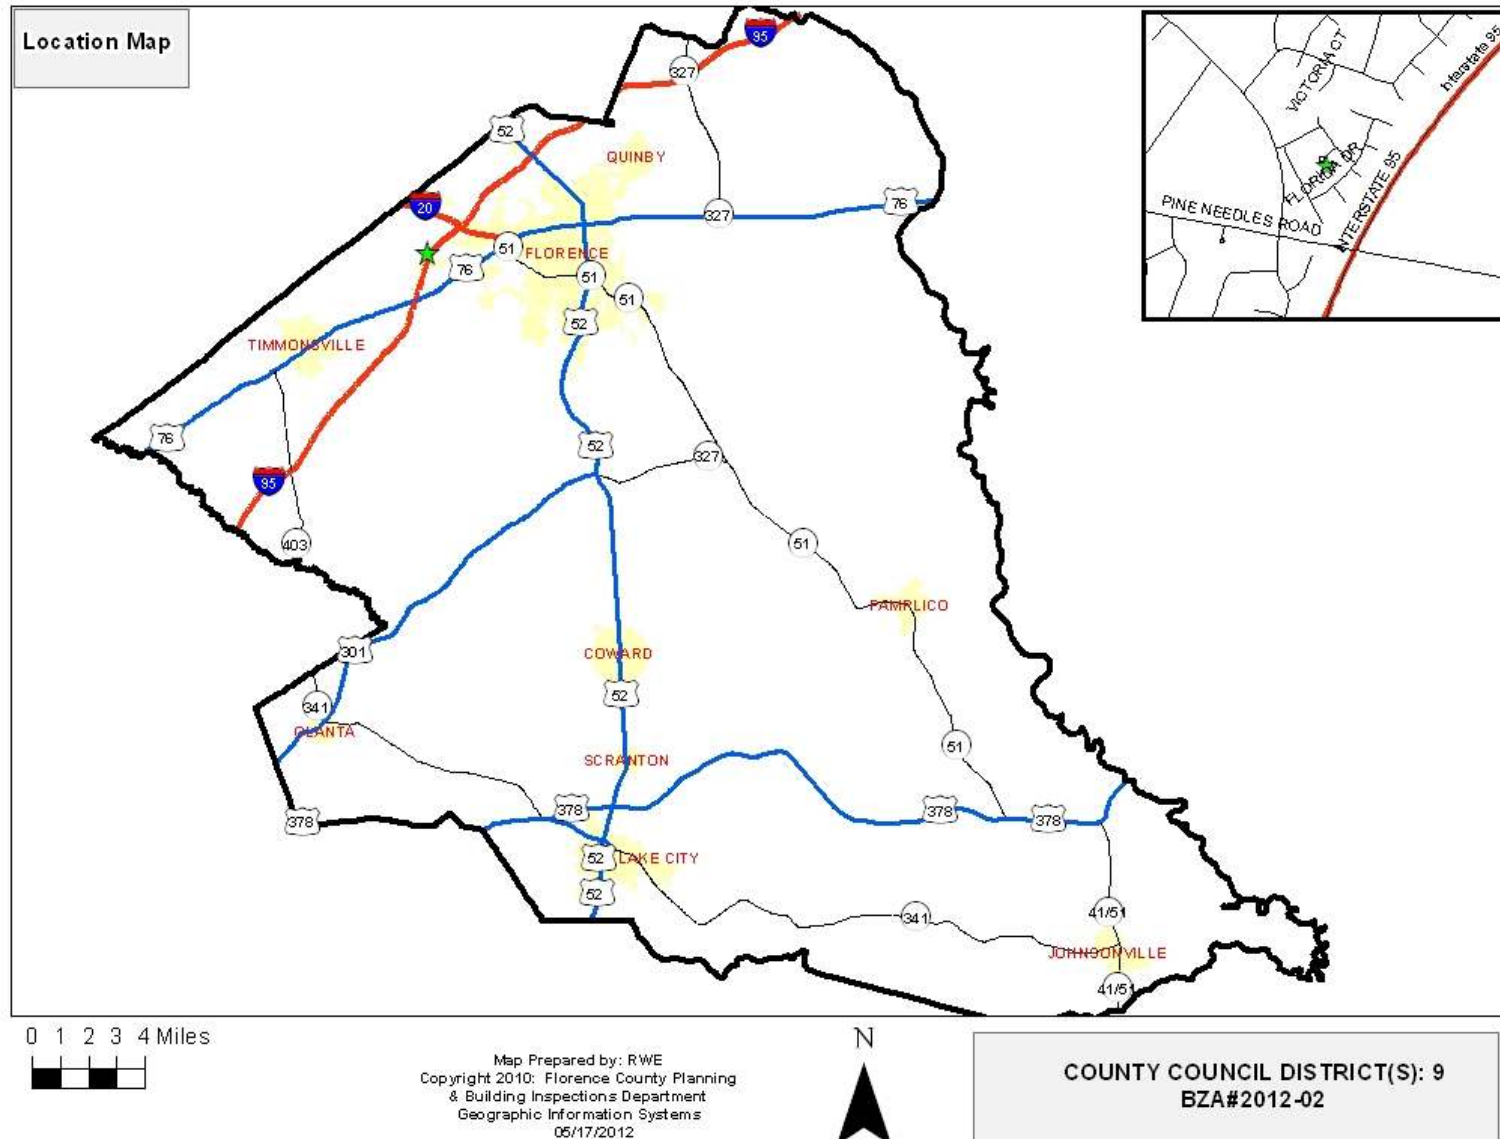 Location Map
95
327
52
QUINBY
20
76
327
51
FLORENCE
76
51
51
52
TIMMONSVILLE
76
52
327
95
403
51
PAMPLICO
301
COWARD
52
341
OLANTA
51
SCRANTON
378
378
378
378
52
LAKE CITY
52
341
41/51
JOHNSONVILLE
41/51
VICTORIA CT
Interstate 95
FLORIDA DR
PINE NEEDLES ROAD
INTERSTATE 95
0 1 2 3 4 Miles
Map Prepared by: RWE
Copyright 2010: Florence County Planning
& Building Inspections Department
Geographic Information Systems
05/17/2012
N
COUNTY COUNCIL DISTRICT(S): 9
BZA#2012-02